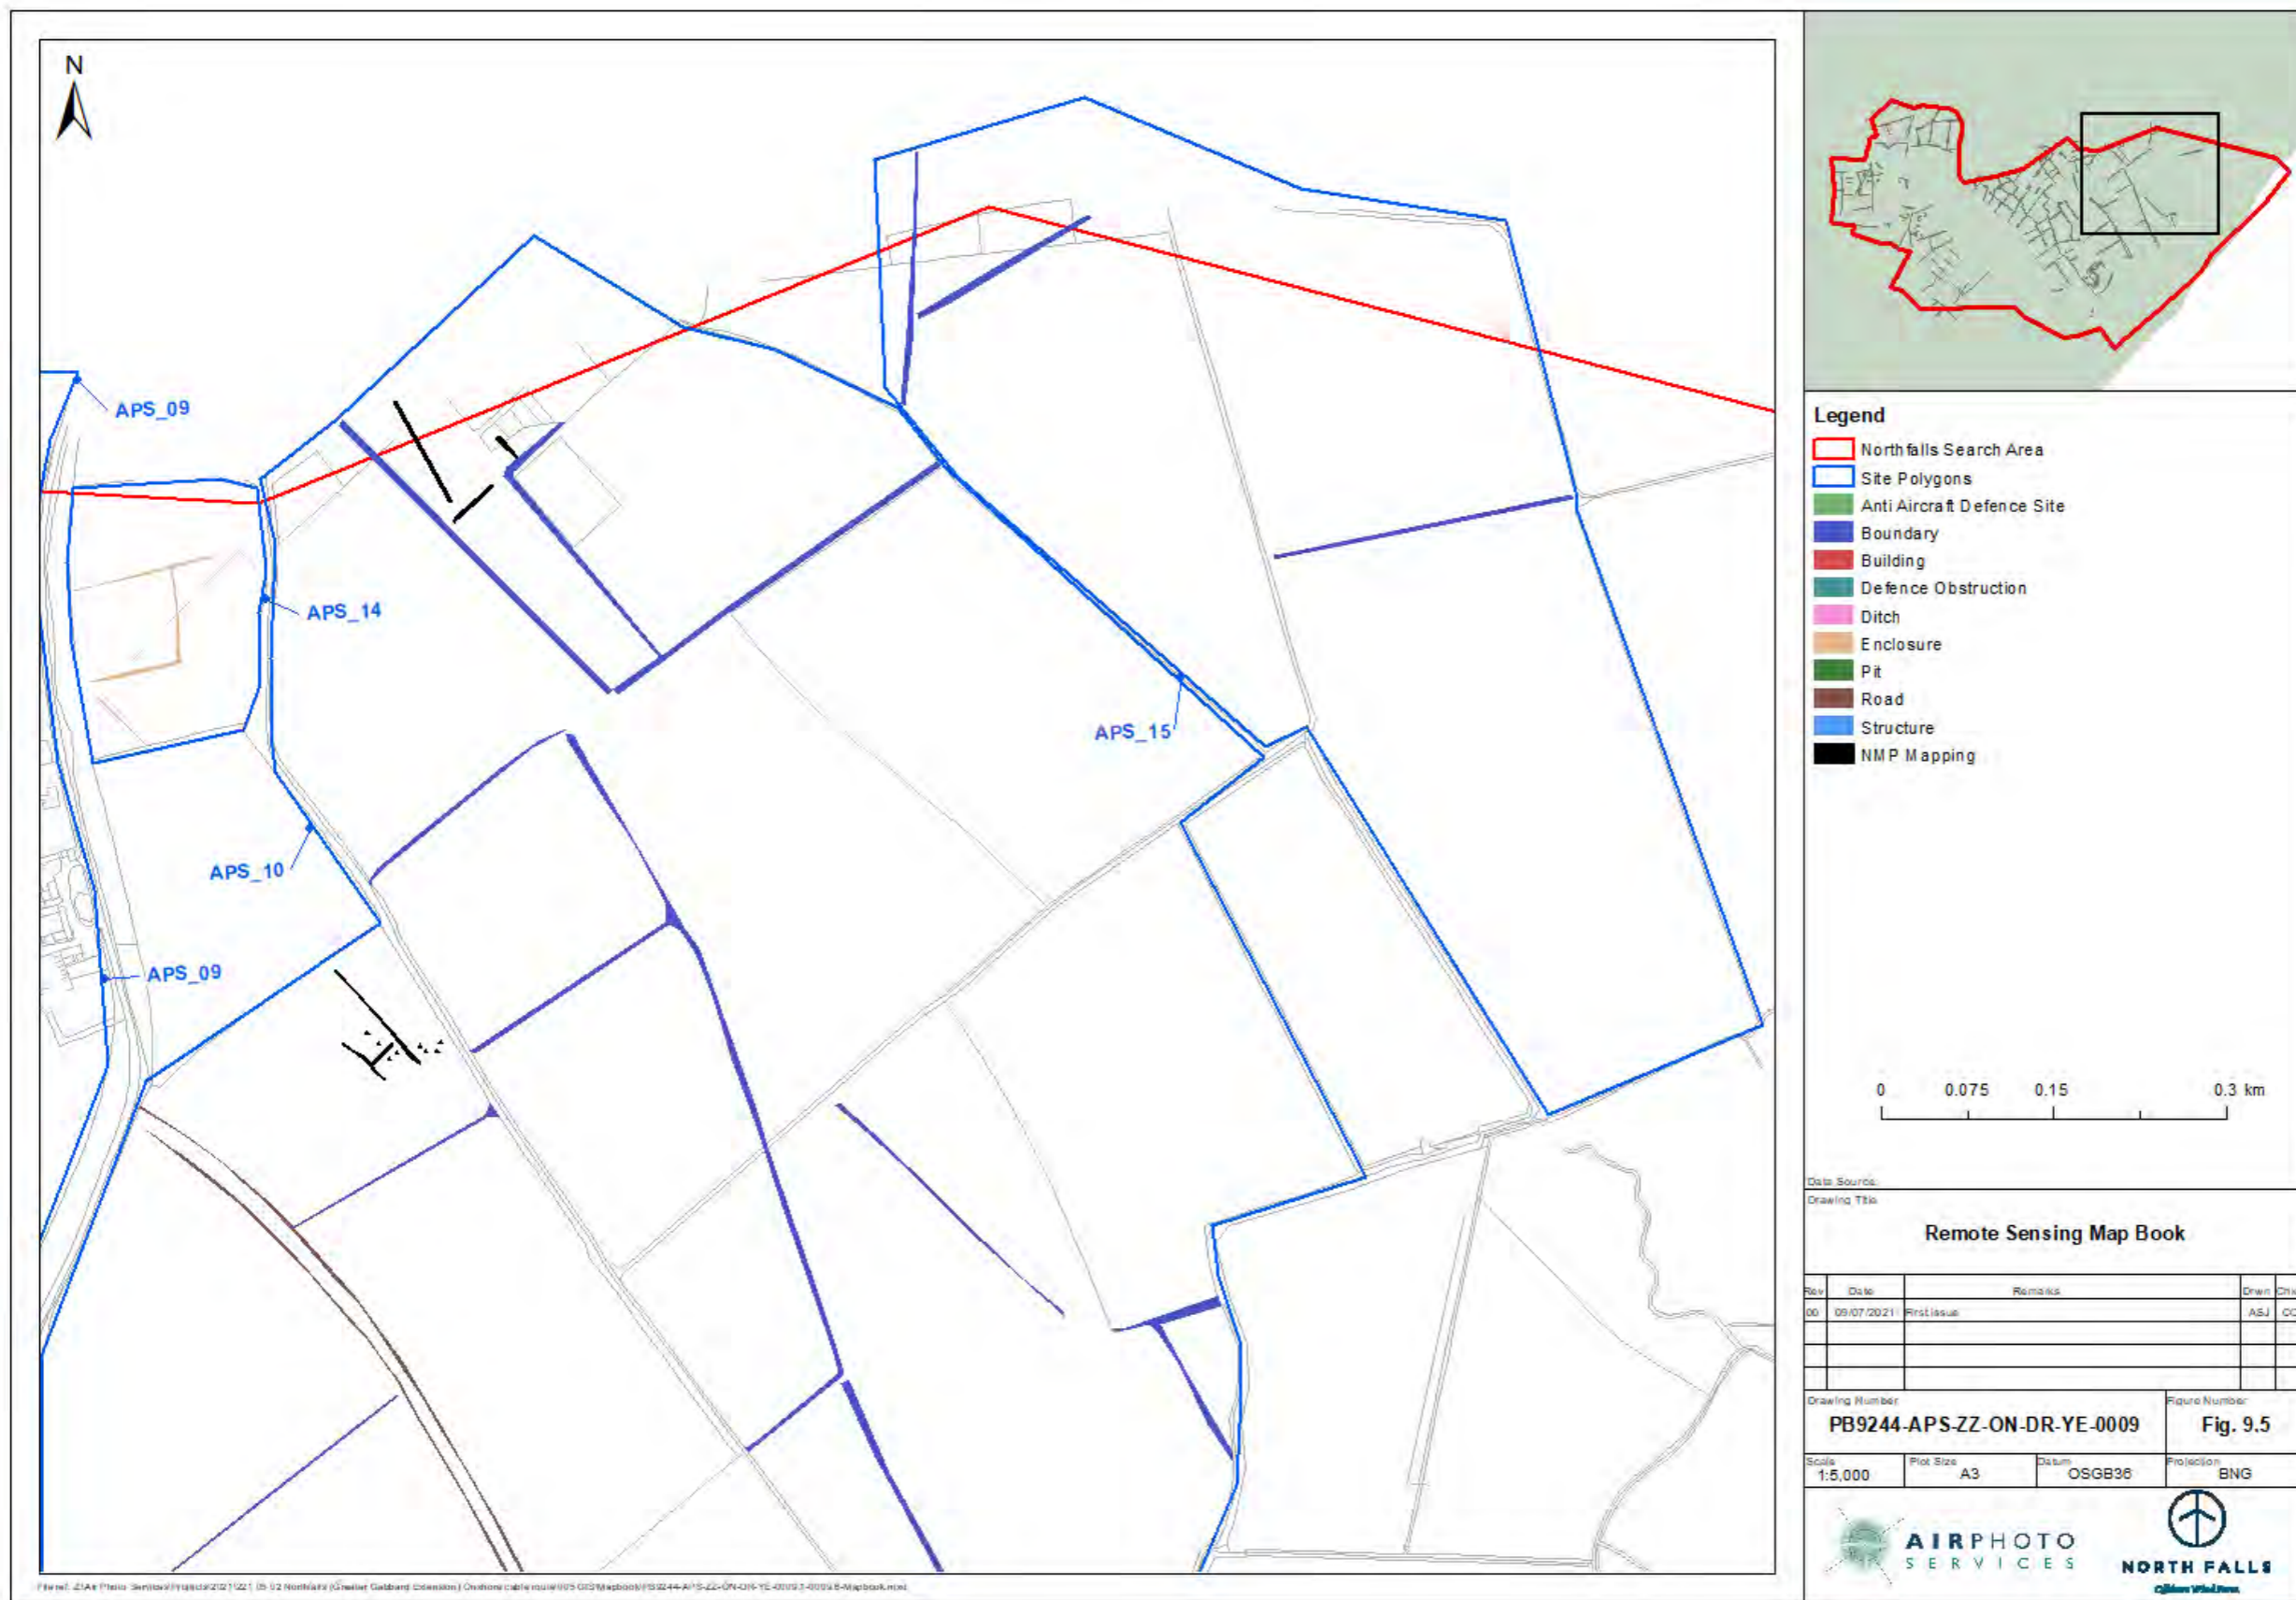 N
APS_09
APS_14
APS_15
APS_10
APS_09
Legend
Northfalls Search Area
Site Polygons
Anti Aircraft Defence Site
Boundary
Building
Defence Obstruction
Ditch
Enclosure
Pit
Road
Structure
NMP Mapping
0 0.075 0.15 0.3 km
Data Source:
Drawing Title
Remote Sensing Map Book
Rev Date Remarks Drwn
00 09/07/2021 First issue ASJ
Drawing Number
PB9244-APS-ZZ-ON-DR-YE-0009
Figure Number
Fig. 9.5
Scale
1:5,000
Plot Size
A3
Datum
OSGB36
Projection
BNG
AIRPHOTO
SERVICES
NORTH FALLS
Offshore Wind Farm